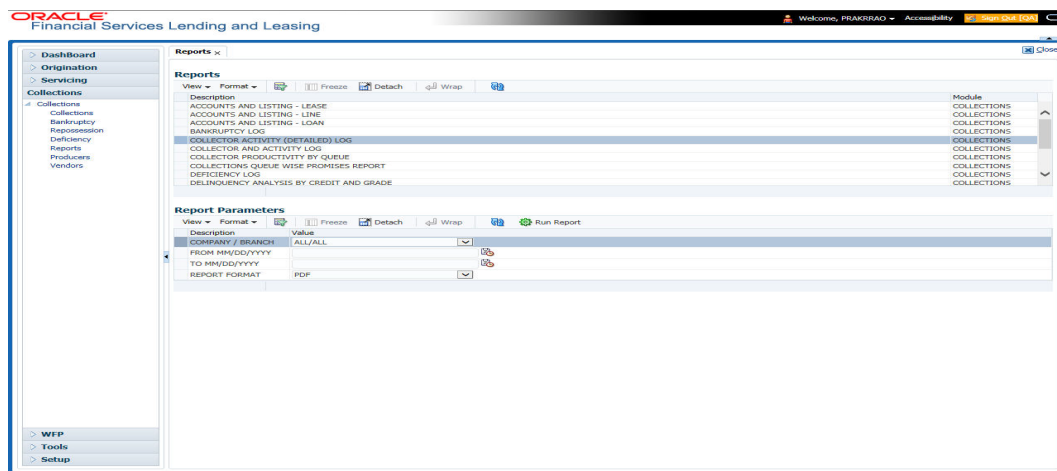 ORACLE
Financial Services Lending and Leasing
Welcome, PRAKRRAO Accessibility Sign Out [QA]
DashBoard
Origination
Servicing
Collections
Collections
Collections
Bankruptcy
Repossession
Deficiency
Reports
Producers
Vendors
WFP
Tools
Setup
Reports × Close
Reports
View Format Freeze Detach Wrap
Description Module
ACCOUNTS AND LISTING - LEASE COLLECTIONS
ACCOUNTS AND LISTING - LINE COLLECTIONS
ACCOUNTS AND LISTING - LOAN COLLECTIONS
BANKRUPTCY LOG COLLECTIONS
COLLECTOR ACTIVITY (DETAILED) LOG COLLECTIONS
COLLECTOR AND ACTIVITY LOG COLLECTIONS
COLLECTOR PRODUCTIVITY BY QUEUE COLLECTIONS
COLLECTIONS QUEUE WISE PROMISES REPORT COLLECTIONS
DEFICIENCY LOG COLLECTIONS
DELINQUENCY ANALYSIS BY CREDIT AND GRADE COLLECTIONS
Report Parameters
View Format Freeze Detach Wrap Run Report
Description Value
COMPANY / BRANCH ALL/ALL
FROM MM/DD/YYYY
TO MM/DD/YYYY
REPORT FORMAT PDF